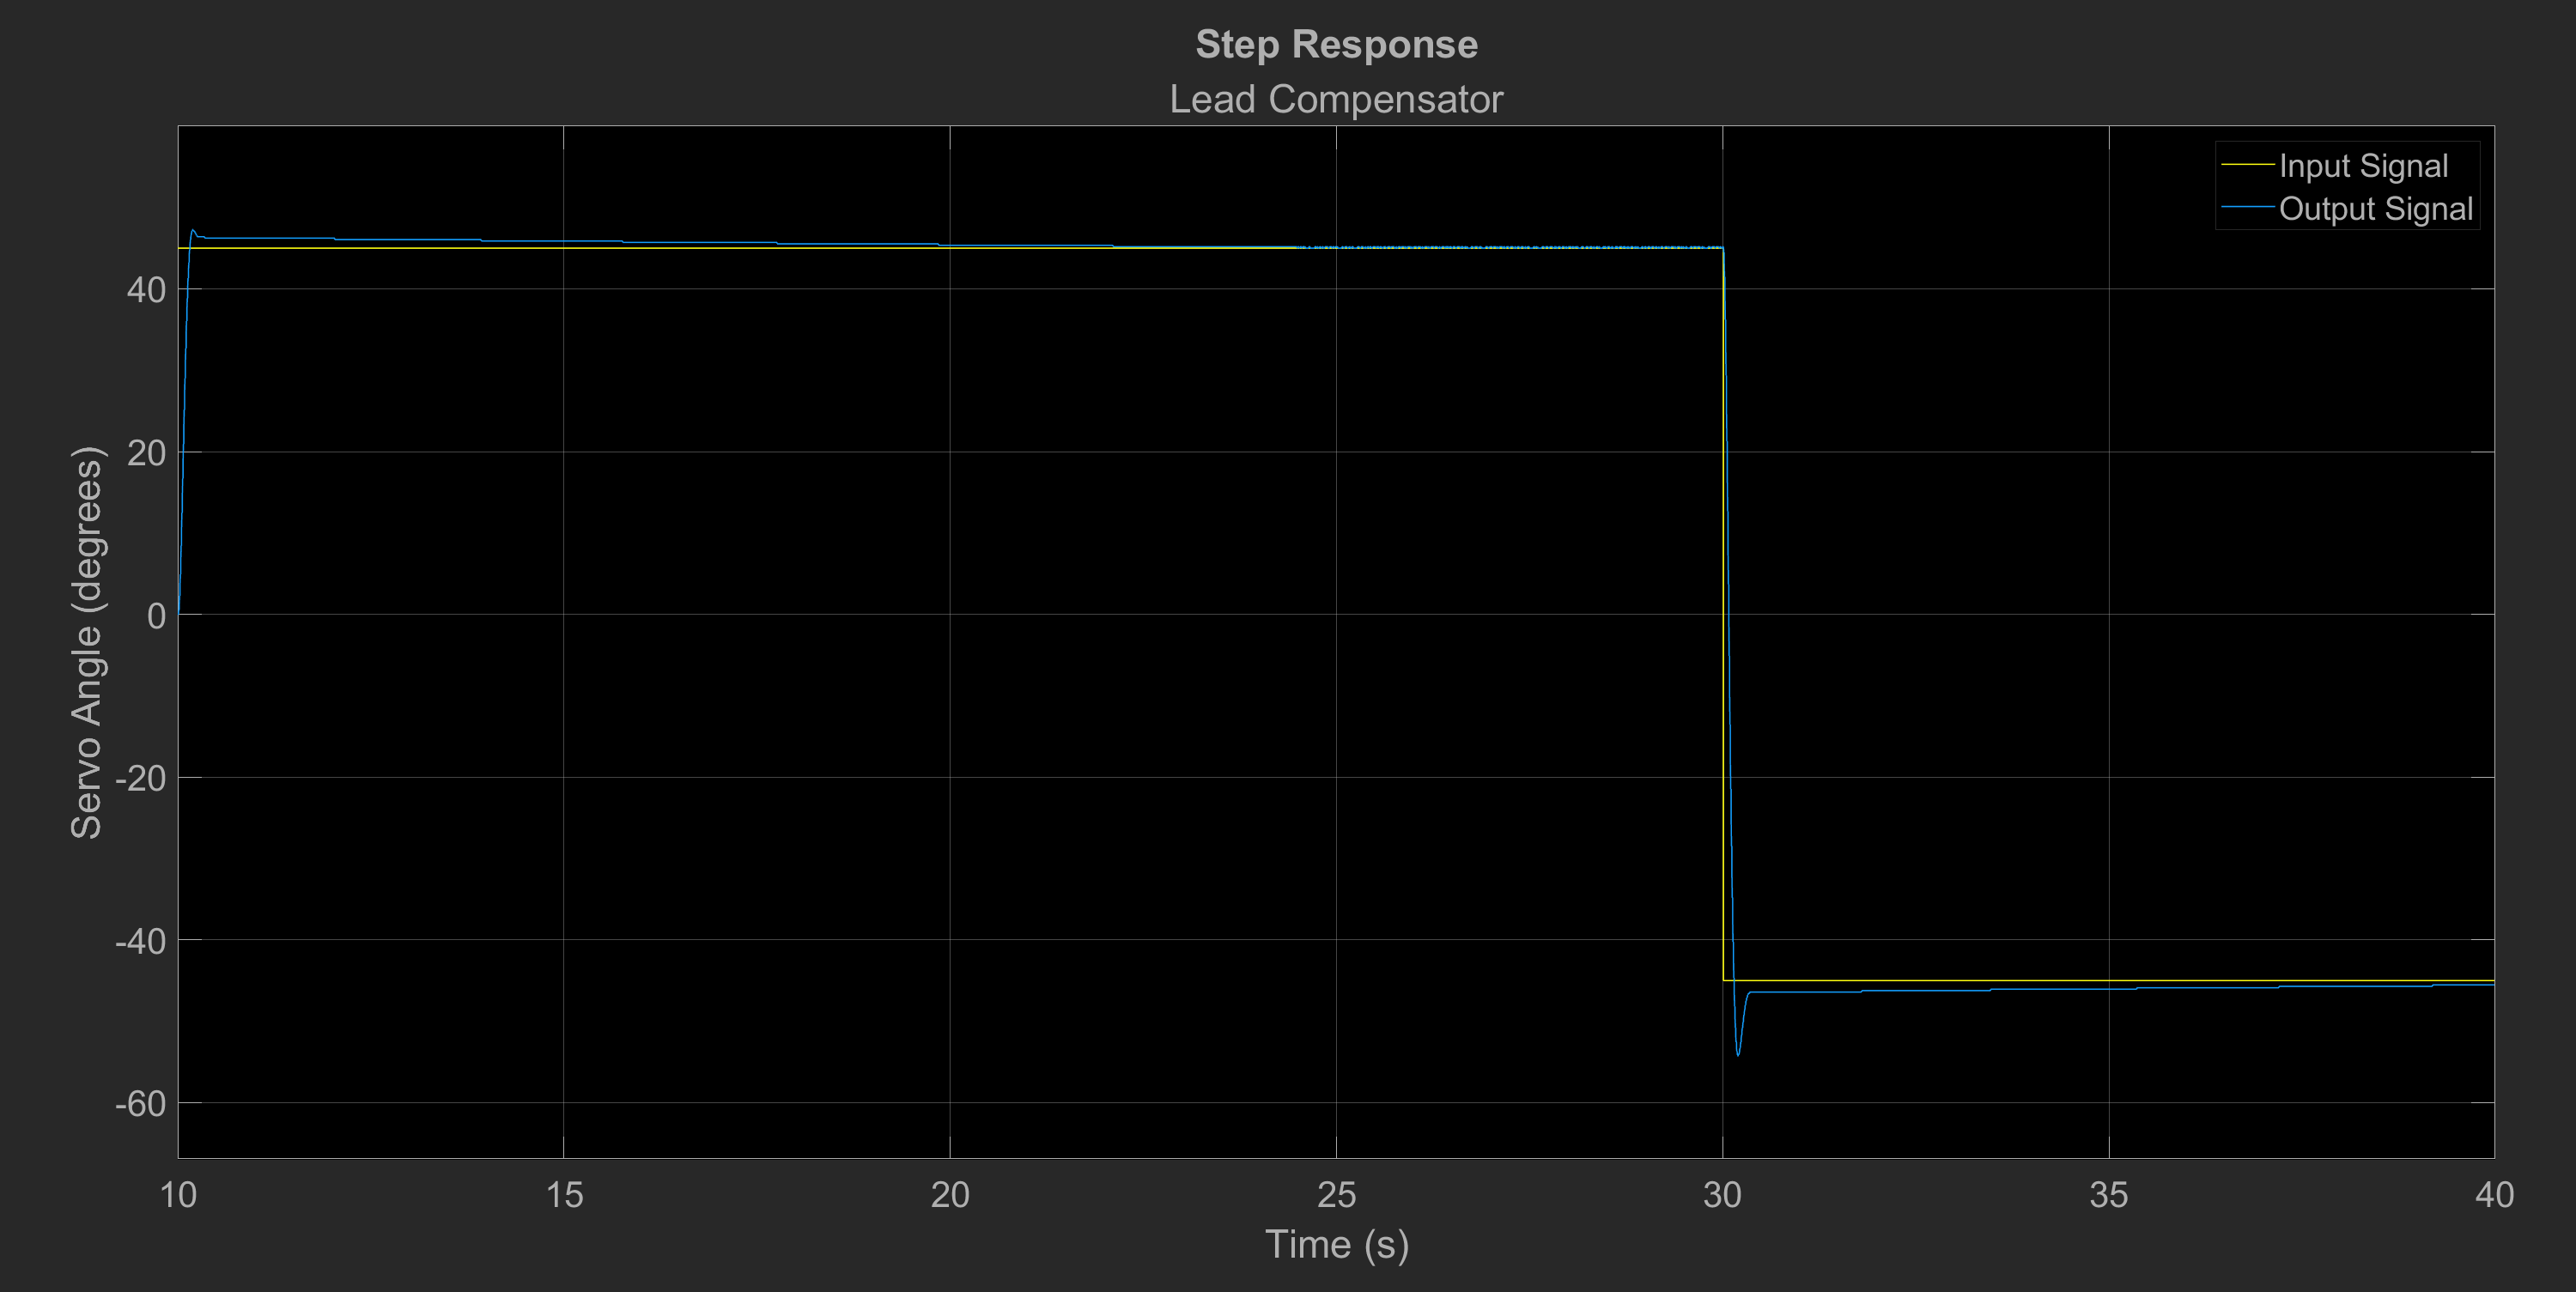 Step Response
Lead Compensator
Input Signal
Output Signal
Servo Angle (degrees)
40
20
0
-20
-40
-60
10 15 20 25 30 35 40
Time (s)